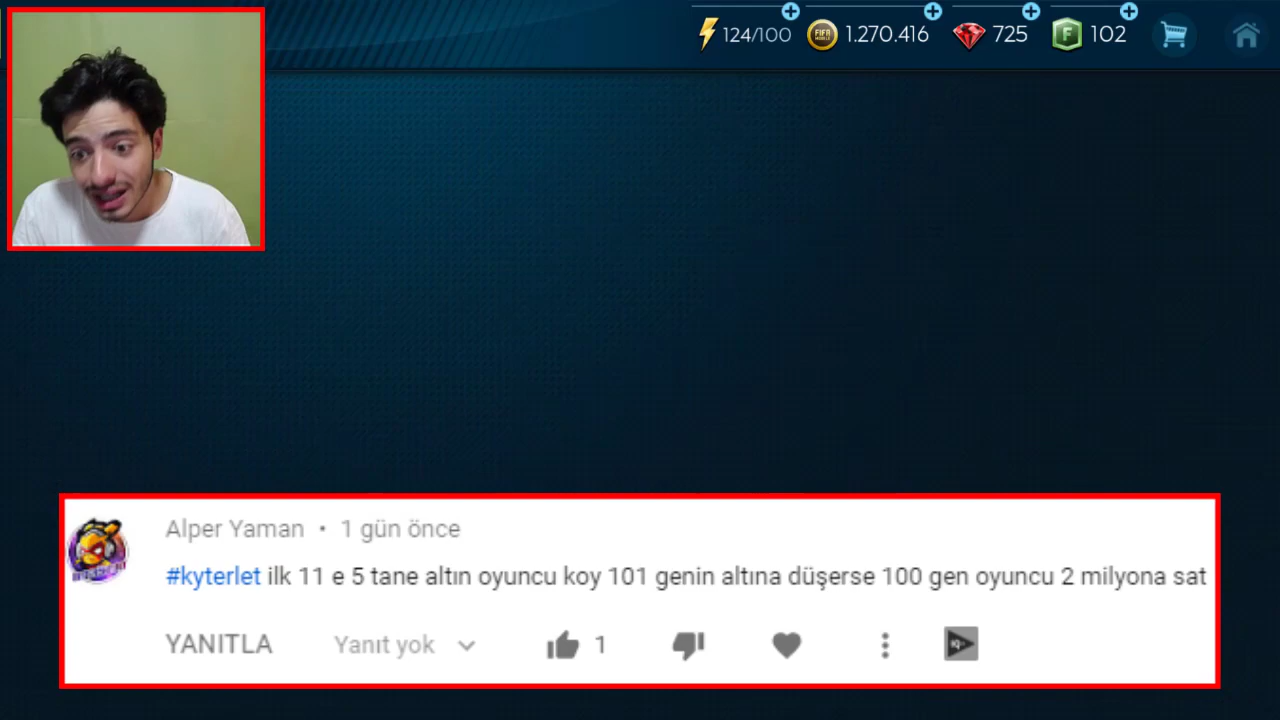 124/100 1.270.416 725 102
Alper Yaman • 1 gün önce
#kyterlet ilk 11 e 5 tane altın oyuncu koy 101 genin altına düşerse 100 gen oyuncu 2 milyona sat
YANITLA Yanıt yok 1